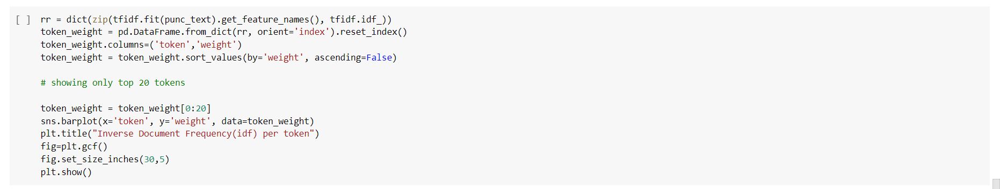 [ ] rr = dict(zip(tfidf.fit(punc_text).get_feature_names(), tfidf.idf_))
token_weight = pd.DataFrame.from_dict(rr, orient='index').reset_index()
token_weight.columns=('token','weight')
token_weight = token_weight.sort_values(by='weight', ascending=False)
# showing only top 20 tokens
token_weight = token_weight[0:20]
sns.barplot(x='token', y='weight', data=token_weight)
plt.title("Inverse Document Frequency(idf) per token")
fig=plt.gcf()
fig.set_size_inches(30,5)
plt.show()